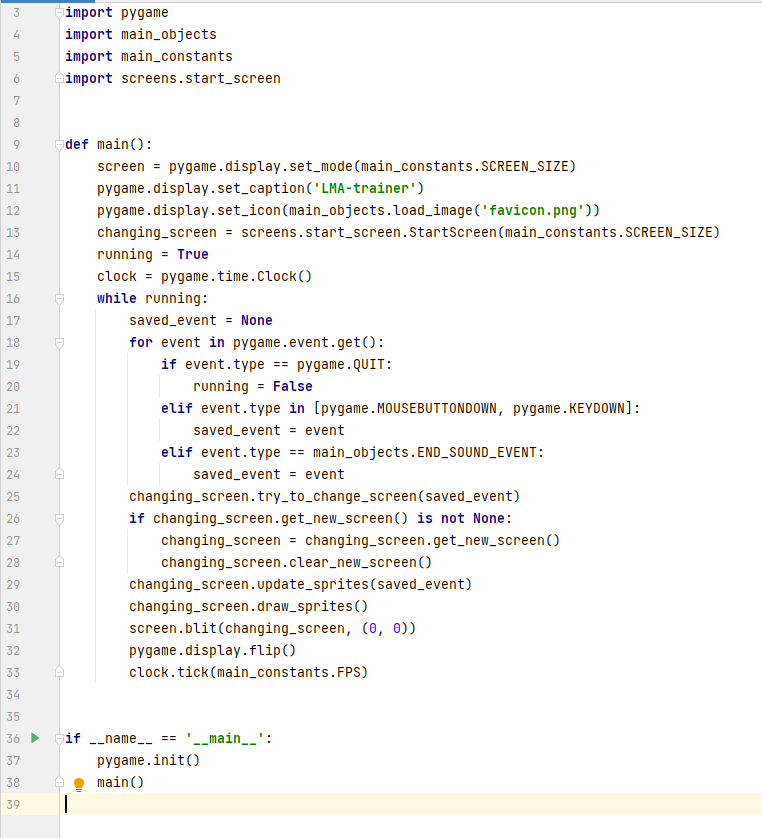 3 import pygame
4 import main_objects
5 import main_constants
6 import screens.start_screen
7
8
9 def main():
10     screen = pygame.display.set_mode(main_constants.SCREEN_SIZE)
11     pygame.display.set_caption('LMA-trainer')
12     pygame.display.set_icon(main_objects.load_image('favicon.png'))
13     changing_screen = screens.start_screen.StartScreen(main_constants.SCREEN_SIZE)
14     running = True
15     clock = pygame.time.Clock()
16     while running:
17         saved_event = None
18         for event in pygame.event.get():
19             if event.type == pygame.QUIT:
20                 running = False
21             elif event.type in [pygame.MOUSEBUTTONDOWN, pygame.KEYDOWN]:
22                 saved_event = event
23             elif event.type == main_objects.END_SOUND_EVENT:
24                 saved_event = event
25         changing_screen.try_to_change_screen(saved_event)
26         if changing_screen.get_new_screen() is not None:
27             changing_screen = changing_screen.get_new_screen()
28             changing_screen.clear_new_screen()
29         changing_screen.update_sprites(saved_event)
30         changing_screen.draw_sprites()
31         screen.blit(changing_screen, (0, 0))
32         pygame.display.flip()
33         clock.tick(main_constants.FPS)
34
35
36 if __name__ == '__main__':
37     pygame.init()
38     main()
39